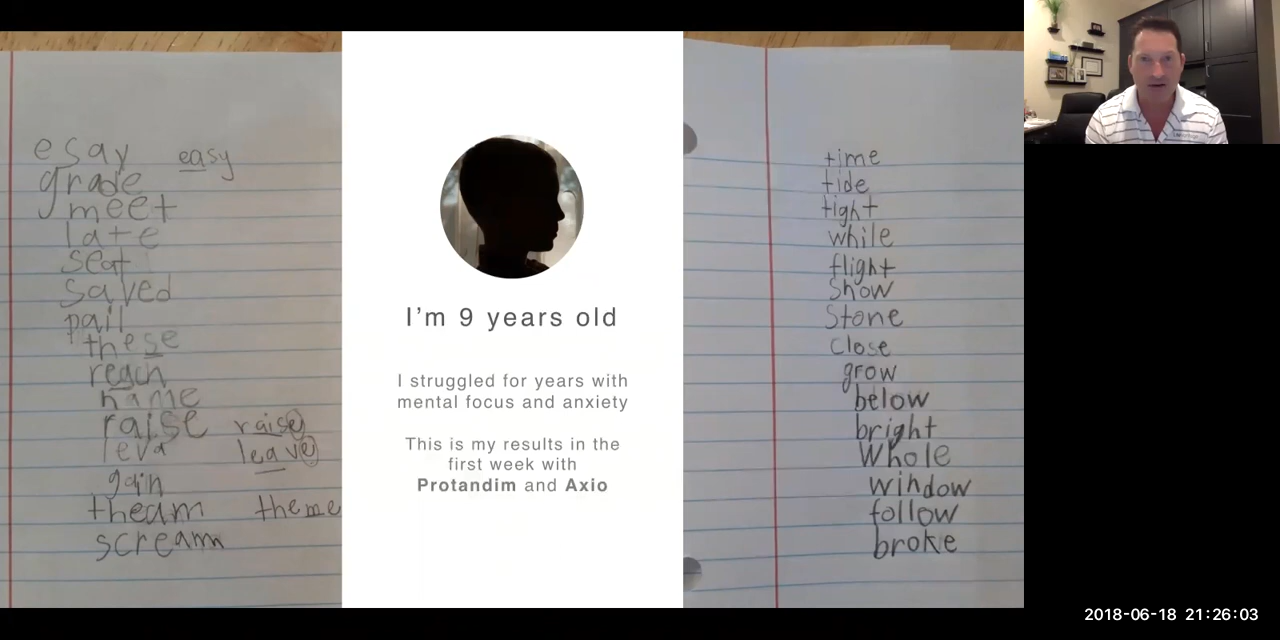 esay easy
grade
meet
late
seat
saved
pail
these
reach
name
raise raise
leva leave
gain
theam theme
scream
I'm 9 years old
I struggled for years with
mental focus and anxiety
This is my results in the
first week with
Protandim and Axio
time
tide
tight
while
flight
Show
Stone
close
grow
below
bright
Whole
window
follow
broke
2018-06-18 21:26:03